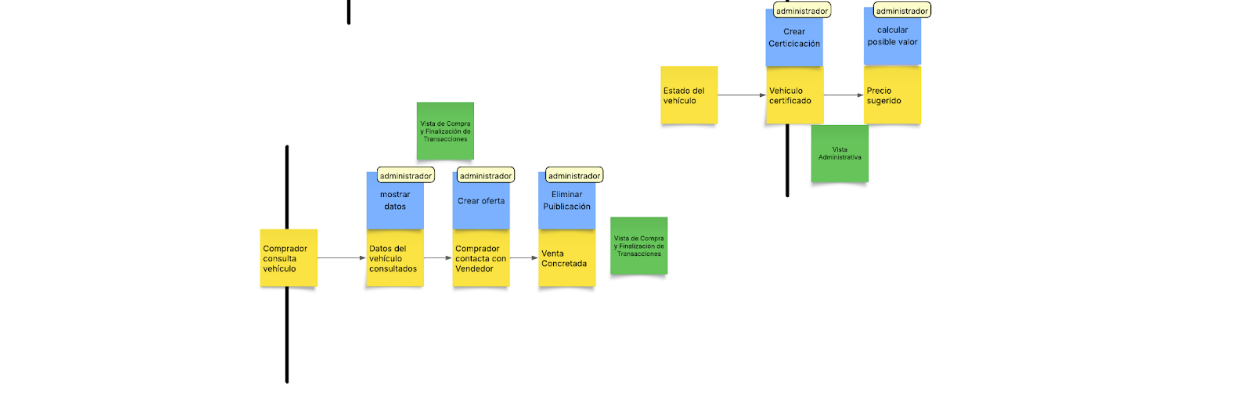 administrador
administrador
Crear
Certicicación
calcular
posible valor
Estado del
vehículo
Vehículo
certificado
Precio
sugerido
Vista
Administrativa
Vista de Compra
y Finalización de
Transacciones
administrador
administrador
administrador
mostrar
datos
Crear oferta
Eliminar
Puiblicación
Comprador
consulta
vehículo
Datos del
vehículo
consultados
Comprador
contacta con
Vendedor
Venta
Concretada
Vista de Compra
y Finalización de
Transacciones